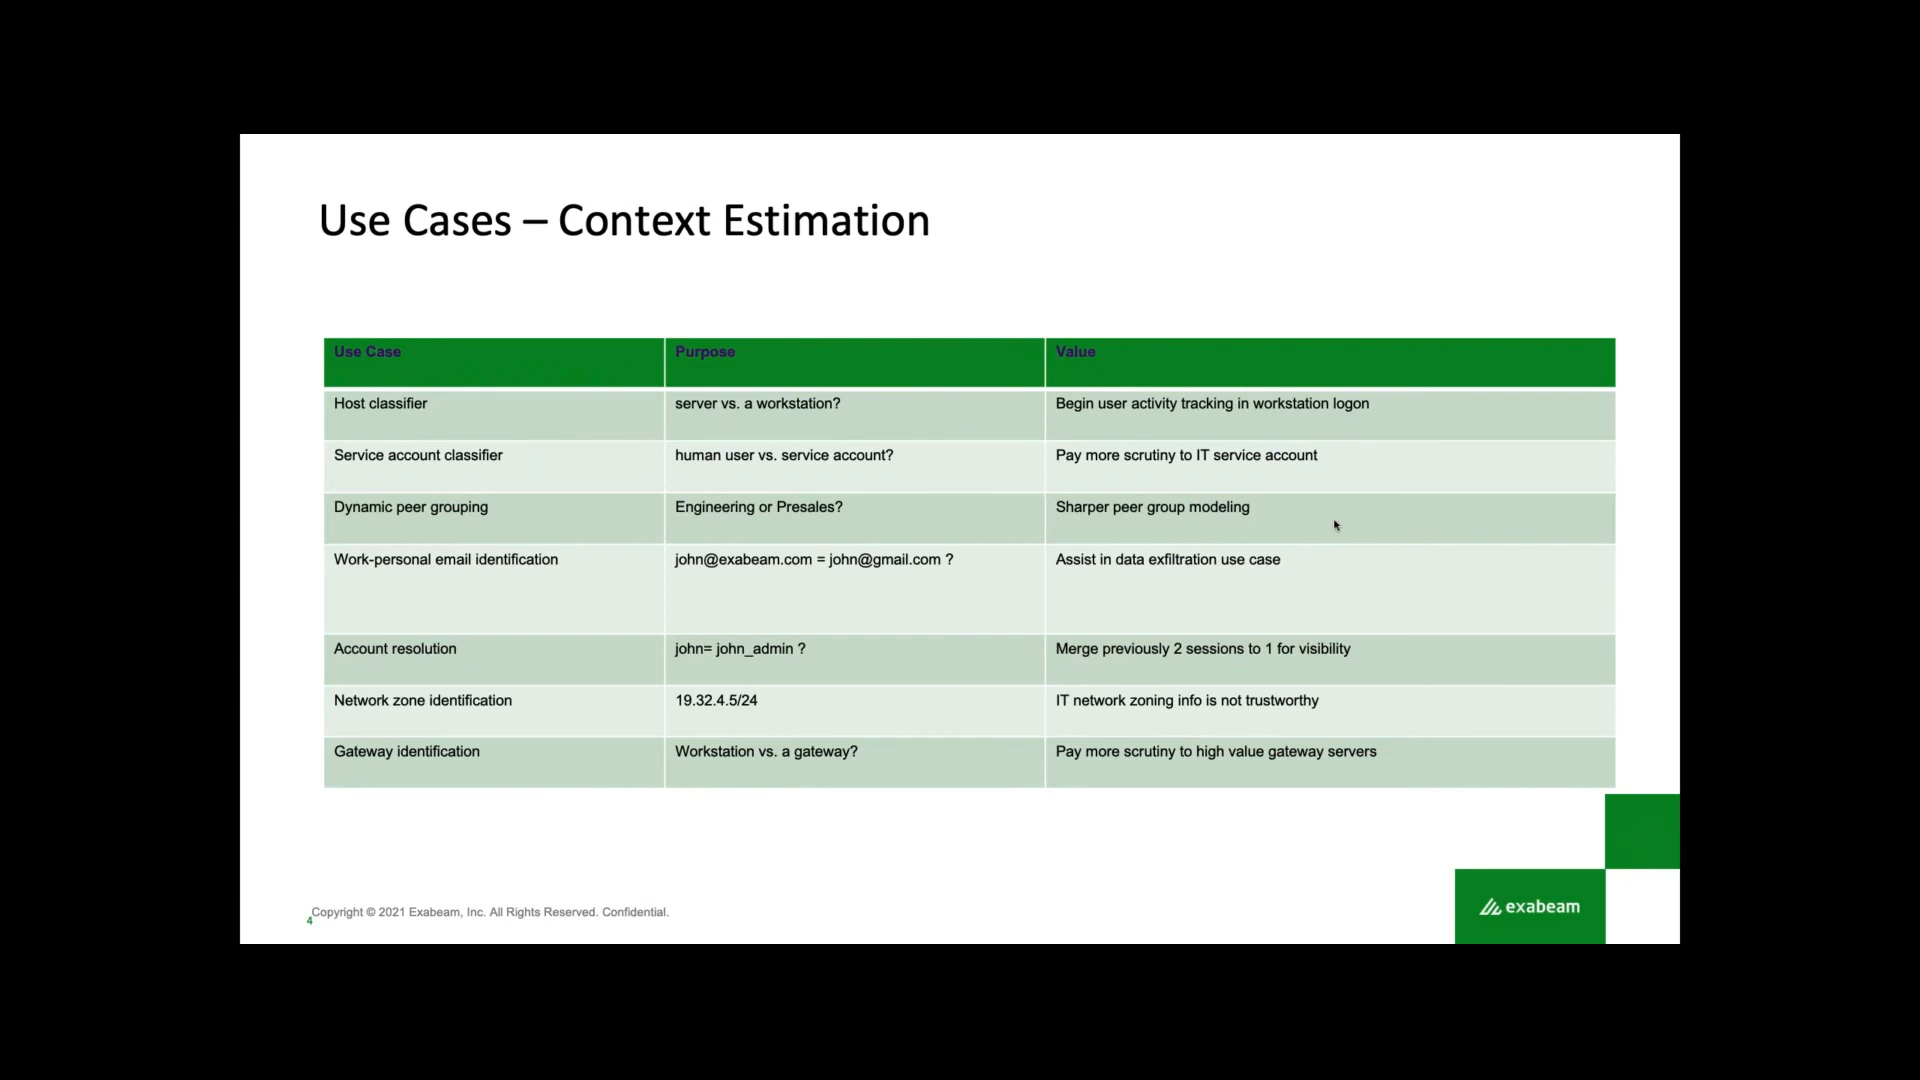 Use Cases – Context Estimation
Use Case Purpose Value
Host classifier server vs. a workstation? Begin user activity tracking in workstation logon
Service account classifier human user vs. service account? Pay more scrutiny to IT service account
Dynamic peer grouping Engineering or Presales? Sharper peer group modeling
Work-personal email identification john@exabeam.com = john@gmail.com ? Assist in data exfiltration use case
Account resolution john= john_admin ? Merge previously 2 sessions to 1 for visibility
Network zone identification 19.32.4.5/24 IT network zoning info is not trustworthy
Gateway identification Workstation vs. a gateway? Pay more scrutiny to high value gateway servers
exabeam
Copyright © 2021 Exabeam, Inc. All Rights Reserved. Confidential.
4